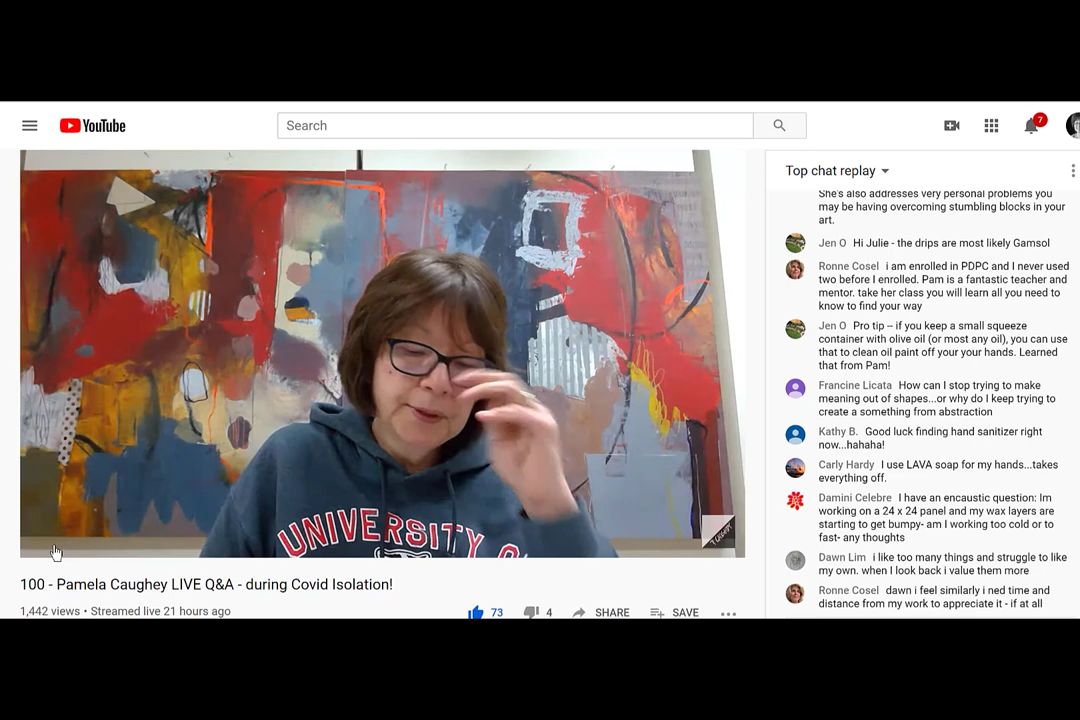 YouTube
Search
7
Top chat replay
She's also addresses very personal problems you
may be having overcoming stumbling blocks in your
art.
Jen O Hi Julie - the drips are most likely Gamsol
Ronne Cosel i am enrolled in PDPC and I never used
two before I enrolled. Pam is a fantastic teacher and
mentor. take her class you will learn all you need to
know to find your way
Jen O Pro tip -- if you keep a small squeeze
container with olive oil (or most any oil), you can use
that to clean oil paint off your your hands. Learned
that from Pam!
Francine Licata How can I stop trying to make
meaning out of shapes...or why do I keep trying to
create a something from abstraction
Kathy B. Good luck finding hand sanitizer right
now...hahaha!
Carly Hardy I use LAVA soap for my hands...takes
everything off.
Damini Celebre I have an encaustic question: Im
working on a 24 x 24 panel and my wax layers are
starting to get bumpy- am I working too cold or to
fast- any thoughts
Dawn Lim i like too many things and struggle to like
my own. when I look back i value them more
Ronne Cosel dawn i feel similarly i ned time and
distance from my work to appreciate it - if at all
UNIVERSITY
100 - Pamela Caughey LIVE Q&A - during Covid Isolation!
1,442 views • Streamed live 21 hours ago
73
4
SHARE
SAVE